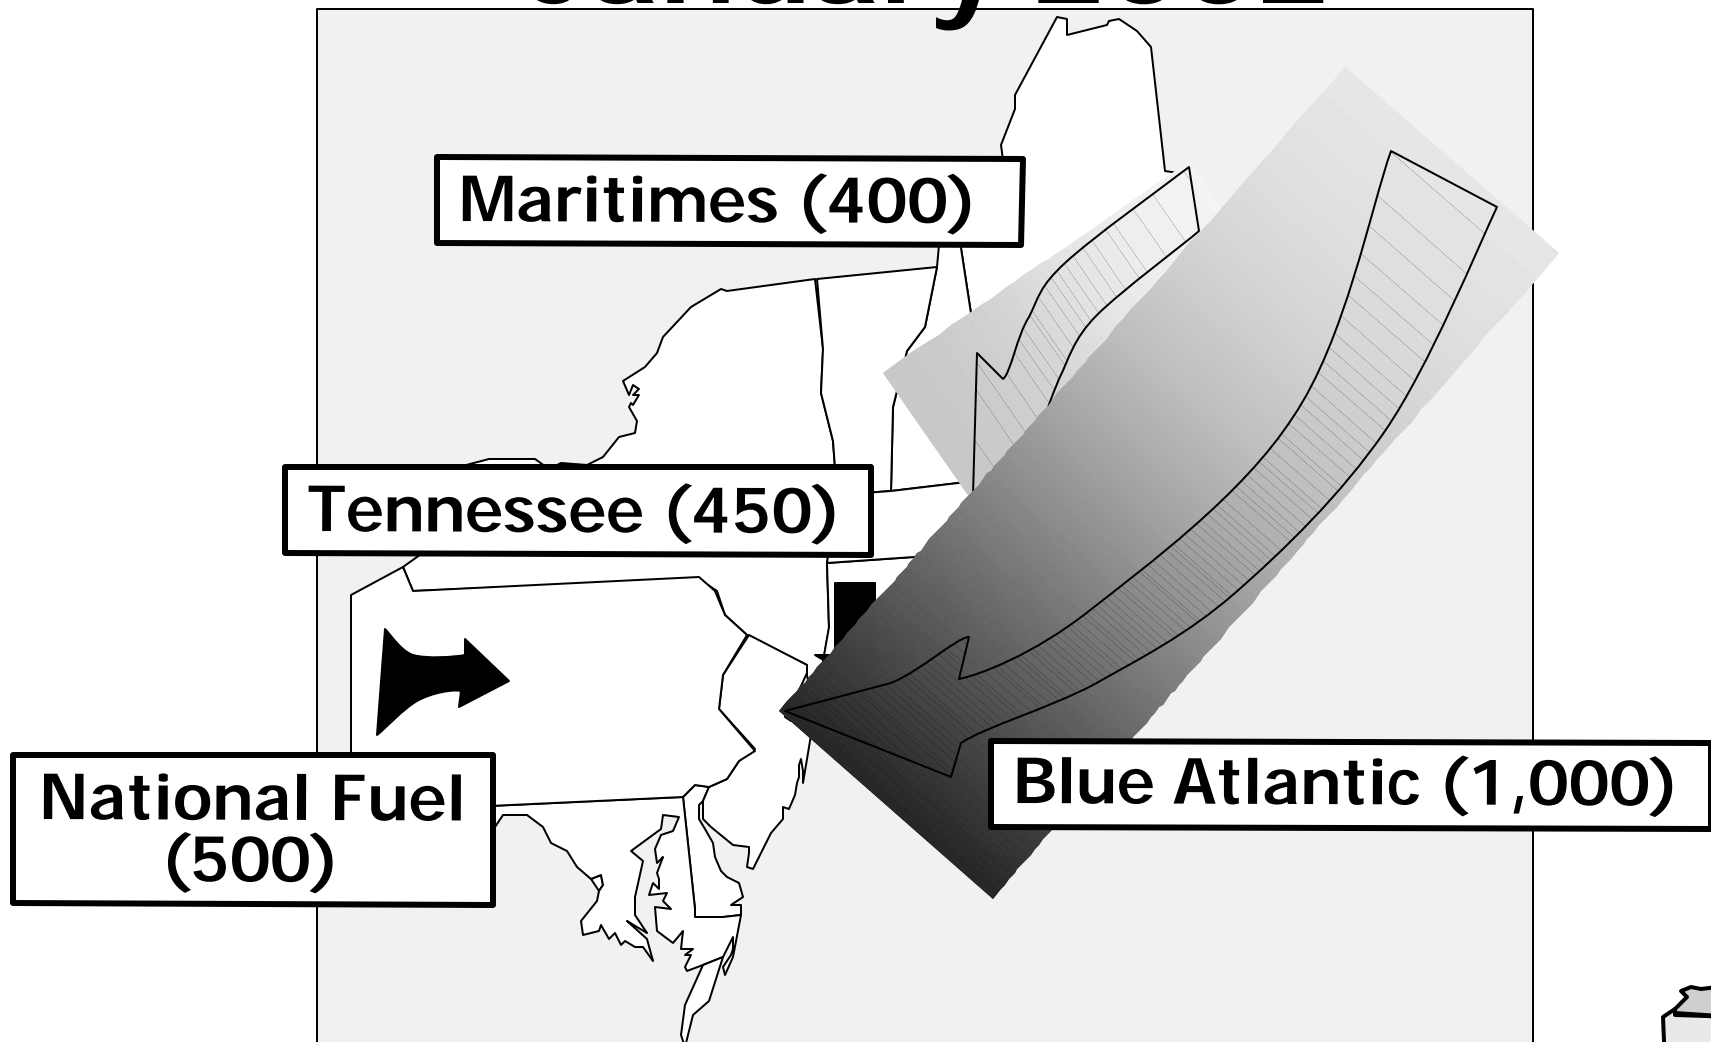 Maritimes (400)
Tennessee (450)
National Fuel
(500)
Blue Atlantic (1,000)